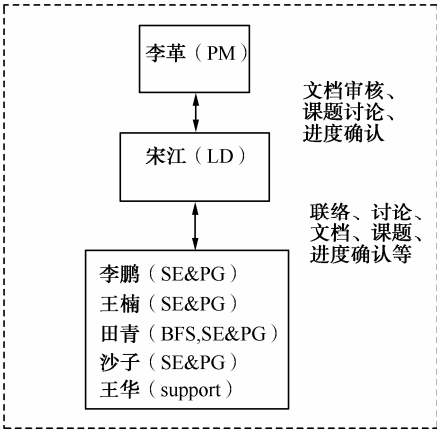 李革（PM）
文档审核、
课题讨论、
进度确认
宋江（LD）
联络、讨论、
文档、课题、
进度确认等
李鹏（SE&PG）
王楠（SE&PG）
田青（BFS,SE&PG）
沙子（SE&PG）
王华（support）